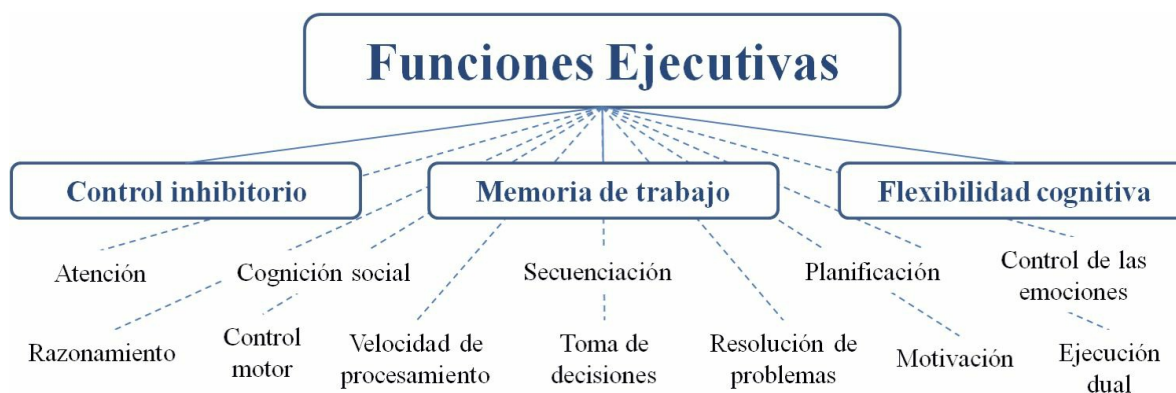 Funciones Ejecutivas
Control inhibitorio
Memoria de trabajo
Flexibilidad cognitiva
Atención
Cognición social
Secuenciación
Planificación
Control de las
emociones
Razonamiento
Control
motor
Velocidad de
procesamiento
Toma de
decisiones
Resolución de
problemas
Motivación
Ejecución
dual